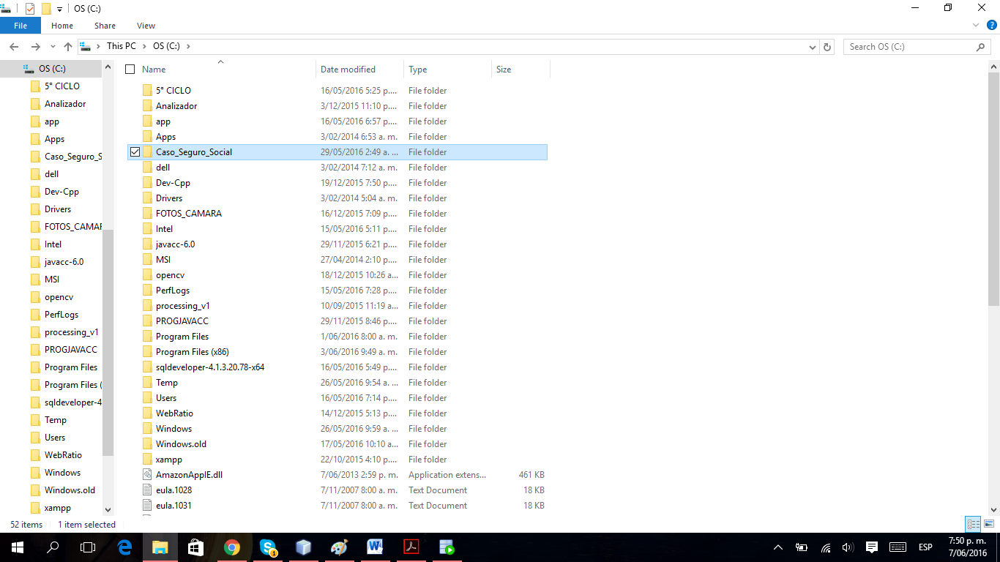 OS (C:)
File Home Share View
This PC OS (C:) Search OS (C:)
OS (C:)
5° CICLO
Analizador
app
Apps
Caso_Seguro_S
dell
Dev-Cpp
Drivers
FOTOS_CAMAR
Intel
javacc-6.0
MSI
opencv
PerfLogs
processing_v1
PROGJAVACC
Program Files
Program Files (
sqldeveloper-4
Temp
Users
WebRatio
Windows
Windows.old
xampp
Name Date modified Type Size
5° CICLO 16/05/2016 5:25 p.... File folder
Analizador 3/12/2015 11:10 p.... File folder
app 16/05/2016 6:57 p.... File folder
Apps 3/02/2014 6:53 a. m. File folder
Caso_Seguro_Social 29/05/2016 2:49 a. ... File folder
dell 3/02/2014 7:12 a. m. File folder
Dev-Cpp 19/12/2015 7:50 p.... File folder
Drivers 3/02/2014 5:04 a. m. File folder
FOTOS_CAMARA 16/12/2015 7:09 p.... File folder
Intel 15/05/2016 5:11 p.... File folder
javacc-6.0 29/11/2015 6:21 p.... File folder
MSI 27/04/2014 2:10 p.... File folder
opencv 18/12/2015 10:26 a... File folder
PerfLogs 15/05/2016 7:28 p.... File folder
processing_v1 10/09/2015 11:19 a... File folder
PROGJAVACC 29/11/2015 8:46 p.... File folder
Program Files 1/06/2016 8:00 a. m. File folder
Program Files (x86) 3/06/2016 9:49 a. m. File folder
sqldeveloper-4.1.3.20.78-x64 16/05/2016 5:49 p.... File folder
Temp 26/05/2016 9:54 a. ... File folder
Users 16/05/2016 7:14 p.... File folder
WebRatio 14/12/2015 5:13 p.... File folder
Windows 26/05/2016 9:59 a. ... File folder
Windows.old 17/05/2016 10:10 a... File folder
xampp 22/10/2015 4:10 p.... File folder
AmazonApplE.dll 7/06/2013 2:59 p. m. Application extens... 461 KB
eula.1028 7/11/2007 8:00 a. m. Text Document 18 KB
eula.1031 7/11/2007 8:00 a. m. Text Document 18 KB
52 items 1 item selected
ESP 7:50 p. m.
7/06/2016